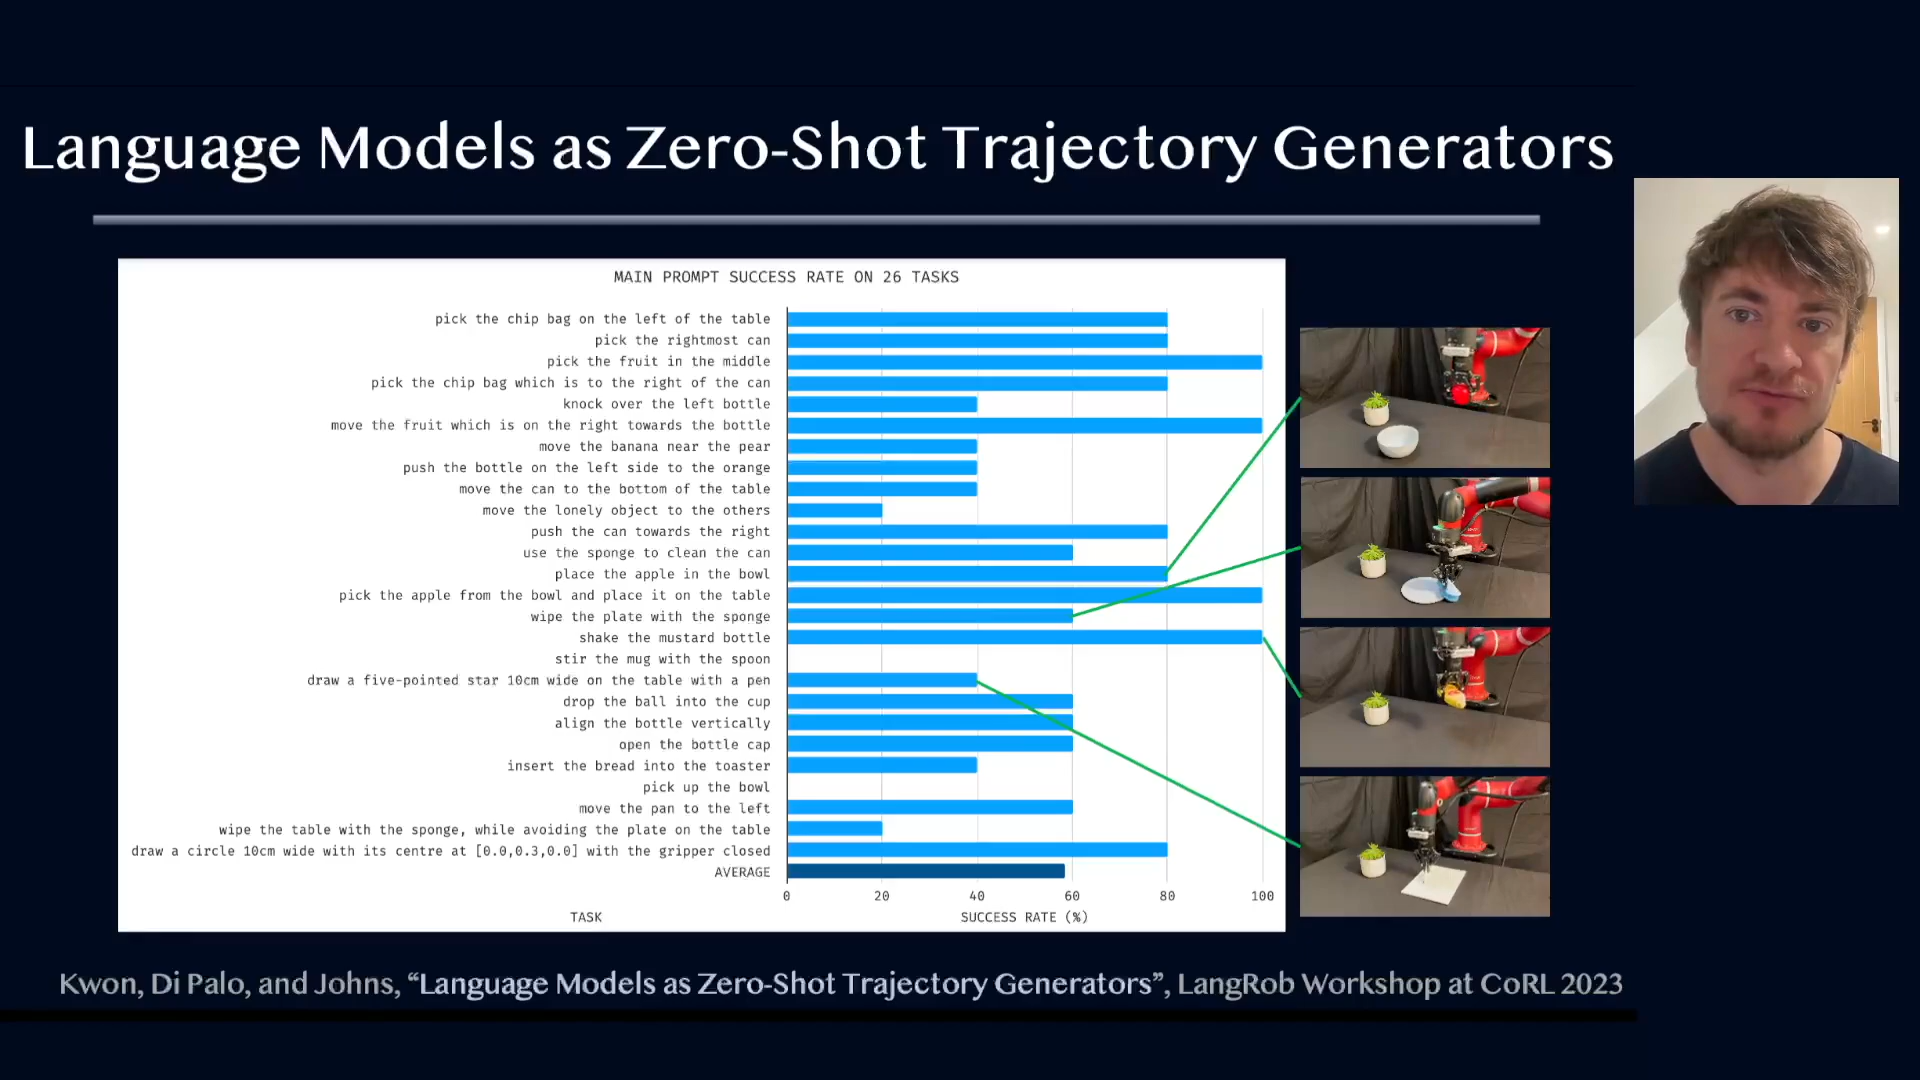 Language Models as Zero-Shot Trajectory Generators
MAIN PROMPT SUCCESS RATE ON 26 TASKS
pick the chip bag on the left of the table
pick the rightmost can
pick the fruit in the middle
pick the chip bag which is to the right of the can
knock over the left bottle
move the fruit which is on the right towards the bottle
move the banana near the pear
push the bottle on the left side to the orange
move the can to the bottom of the table
move the lonely object to the others
push the can towards the right
use the sponge to clean the can
place the apple in the bowl
pick the apple from the bowl and place it on the table
wipe the plate with the sponge
shake the mustard bottle
stir the mug with the spoon
draw a five-pointed star 10cm wide on the table with a pen
drop the ball into the cup
align the bottle vertically
open the bottle cap
insert the bread into the toaster
pick up the bowl
move the pan to the left
wipe the table with the sponge, while avoiding the plate on the table
draw a circle 10cm wide with its centre at [0.0,0.3,0.0] with the gripper closed
AVERAGE
0 20 40 60 80 100
TASK SUCCESS RATE (%)
Kwon, Di Palo, and Johns, “Language Models as Zero-Shot Trajectory Generators”, LangRob Workshop at CoRL 2023